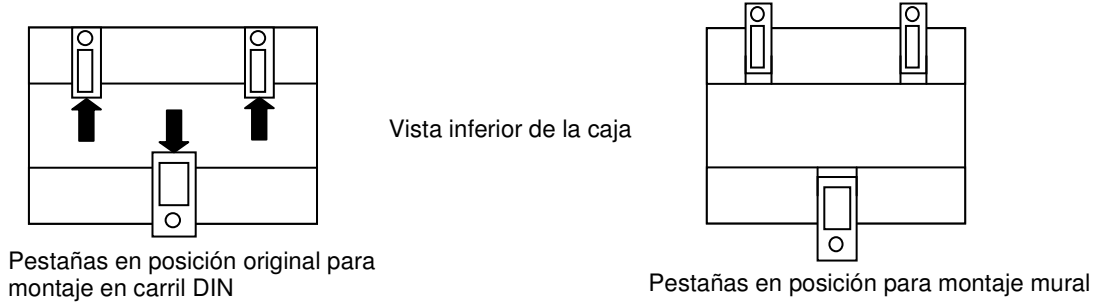 Vista inferior de la caja
Pestañas en posición original para
montaje en carril DIN
Pestañas en posición para montaje mural